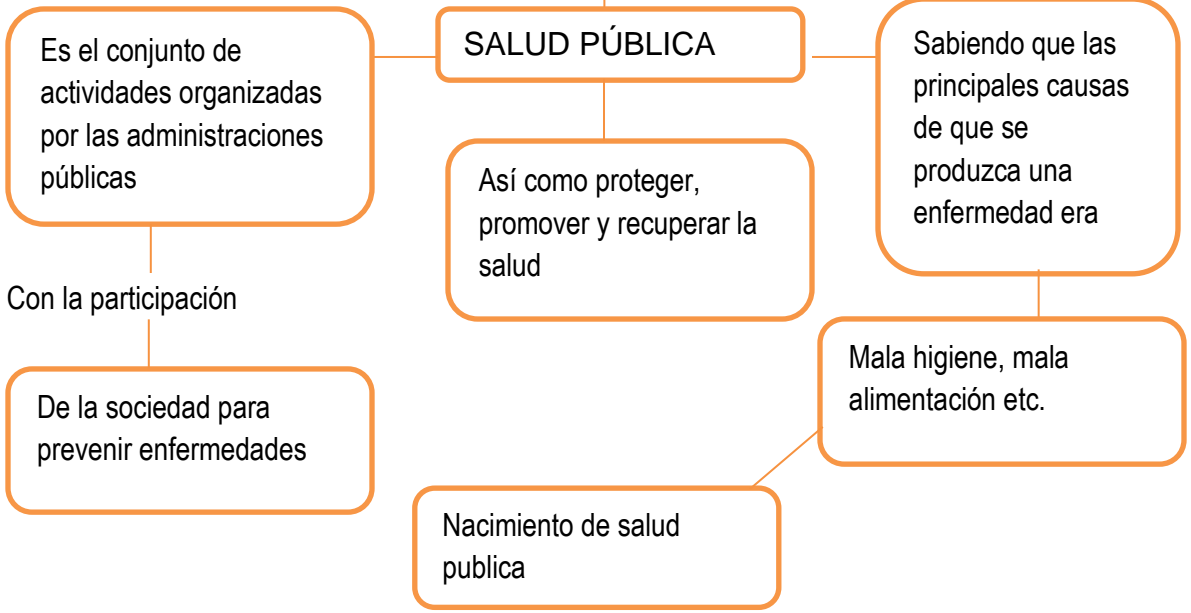 SALUD PÚBLICA
Es el conjunto de
actividades organizadas
por las administraciones
públicas
Con la participación
De la sociedad para
prevenir enfermedades
Así como proteger,
promover y recuperar la
salud
Sabiendo que las
principales causas
de que se
produzca una
enfermedad era
Mala higiene, mala
alimentación etc.
Nacimiento de salud
publica